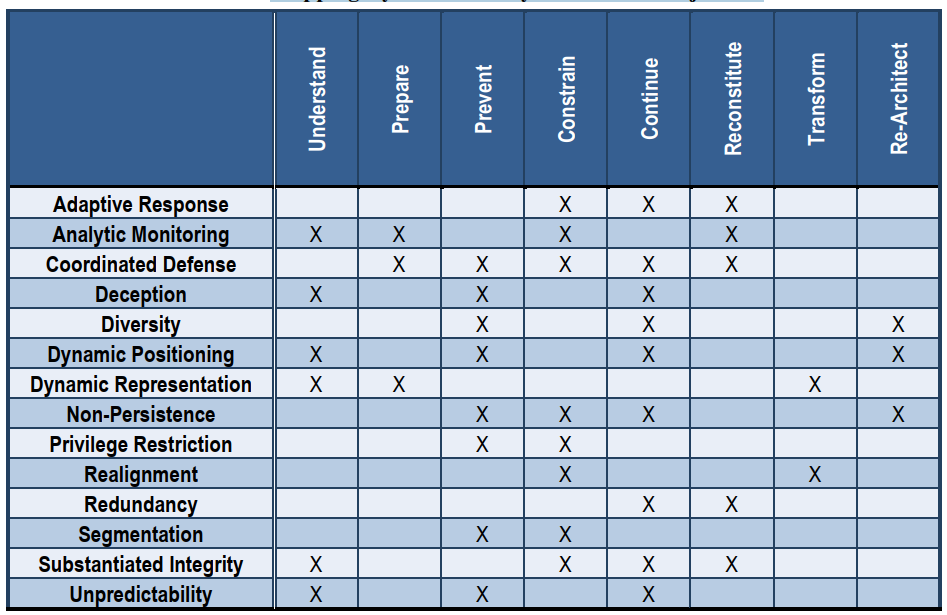 Understand Prepare Prevent Constrain Continue Reconstitute Transform Re-Architect
Adaptive Response X X X
Analytic Monitoring X X X X
Coordinated Defense X X X X X
Deception X X X
Diversity X X X
Dynamic Positioning X X X X
Dynamic Representation X X X
Non-Persistence X X X X
Privilege Restriction X X
Realignment X X
Redundancy X X
Segmentation X X
Substantiated Integrity X X X X
Unpredictability X X X